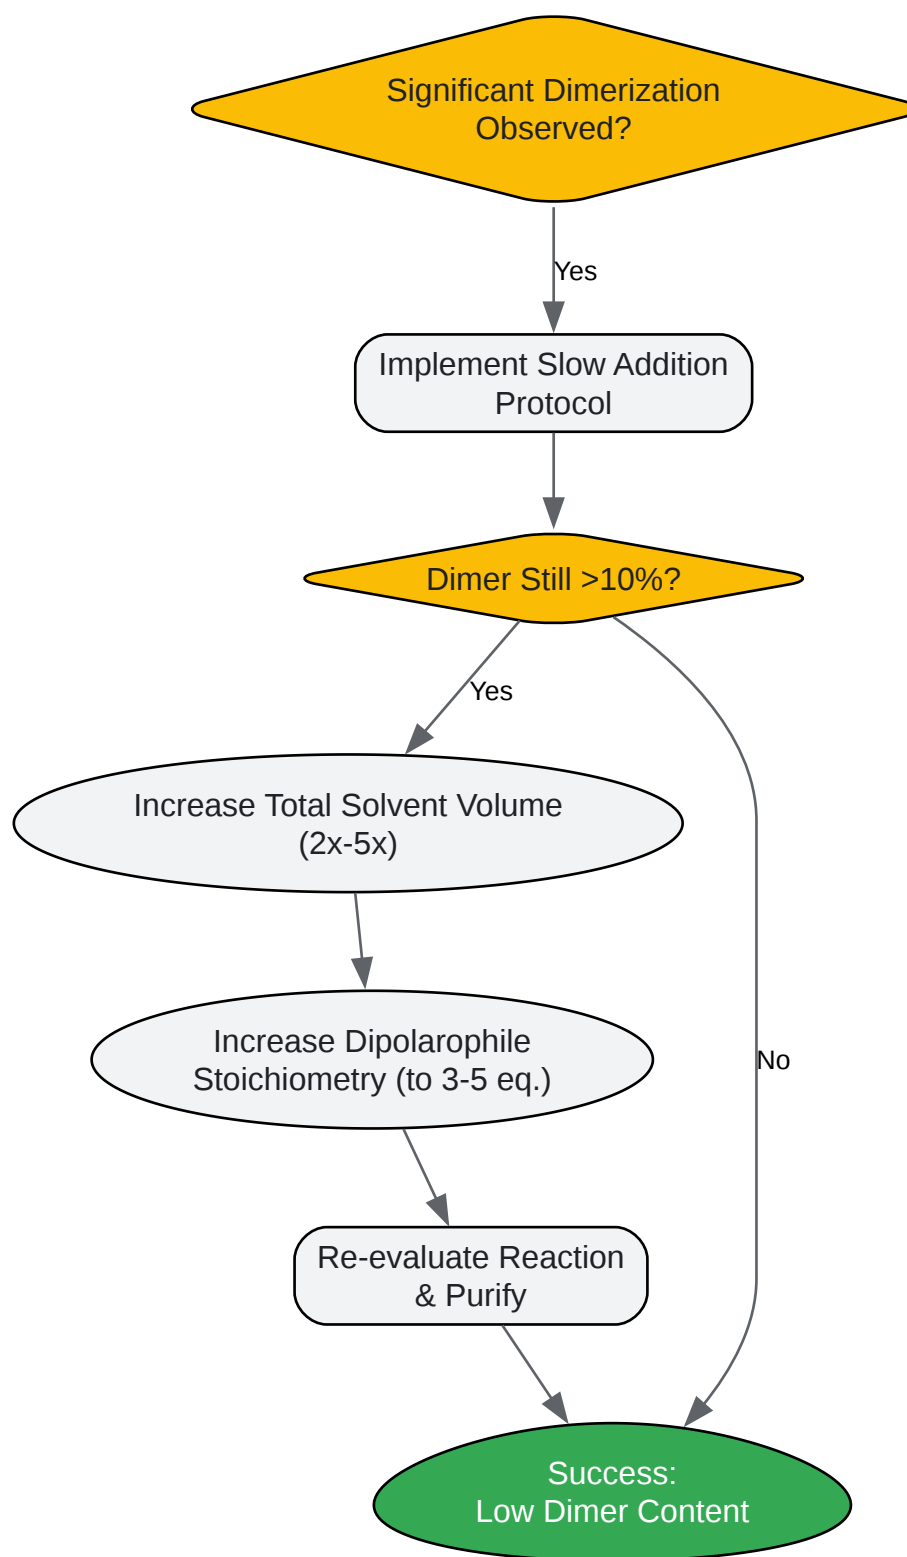 Significant Dimerization
Observed?
Yes
Implement Slow Addition
Protocol
Dimer Still >10%?
Yes
Increase Total Solvent Volume
(2x-5x)
Increase Dipolarophile
Stoichiometry (to 3-5 eq.)
No
Re-evaluate Reaction
& Purify
Success:
Low Dimer Content